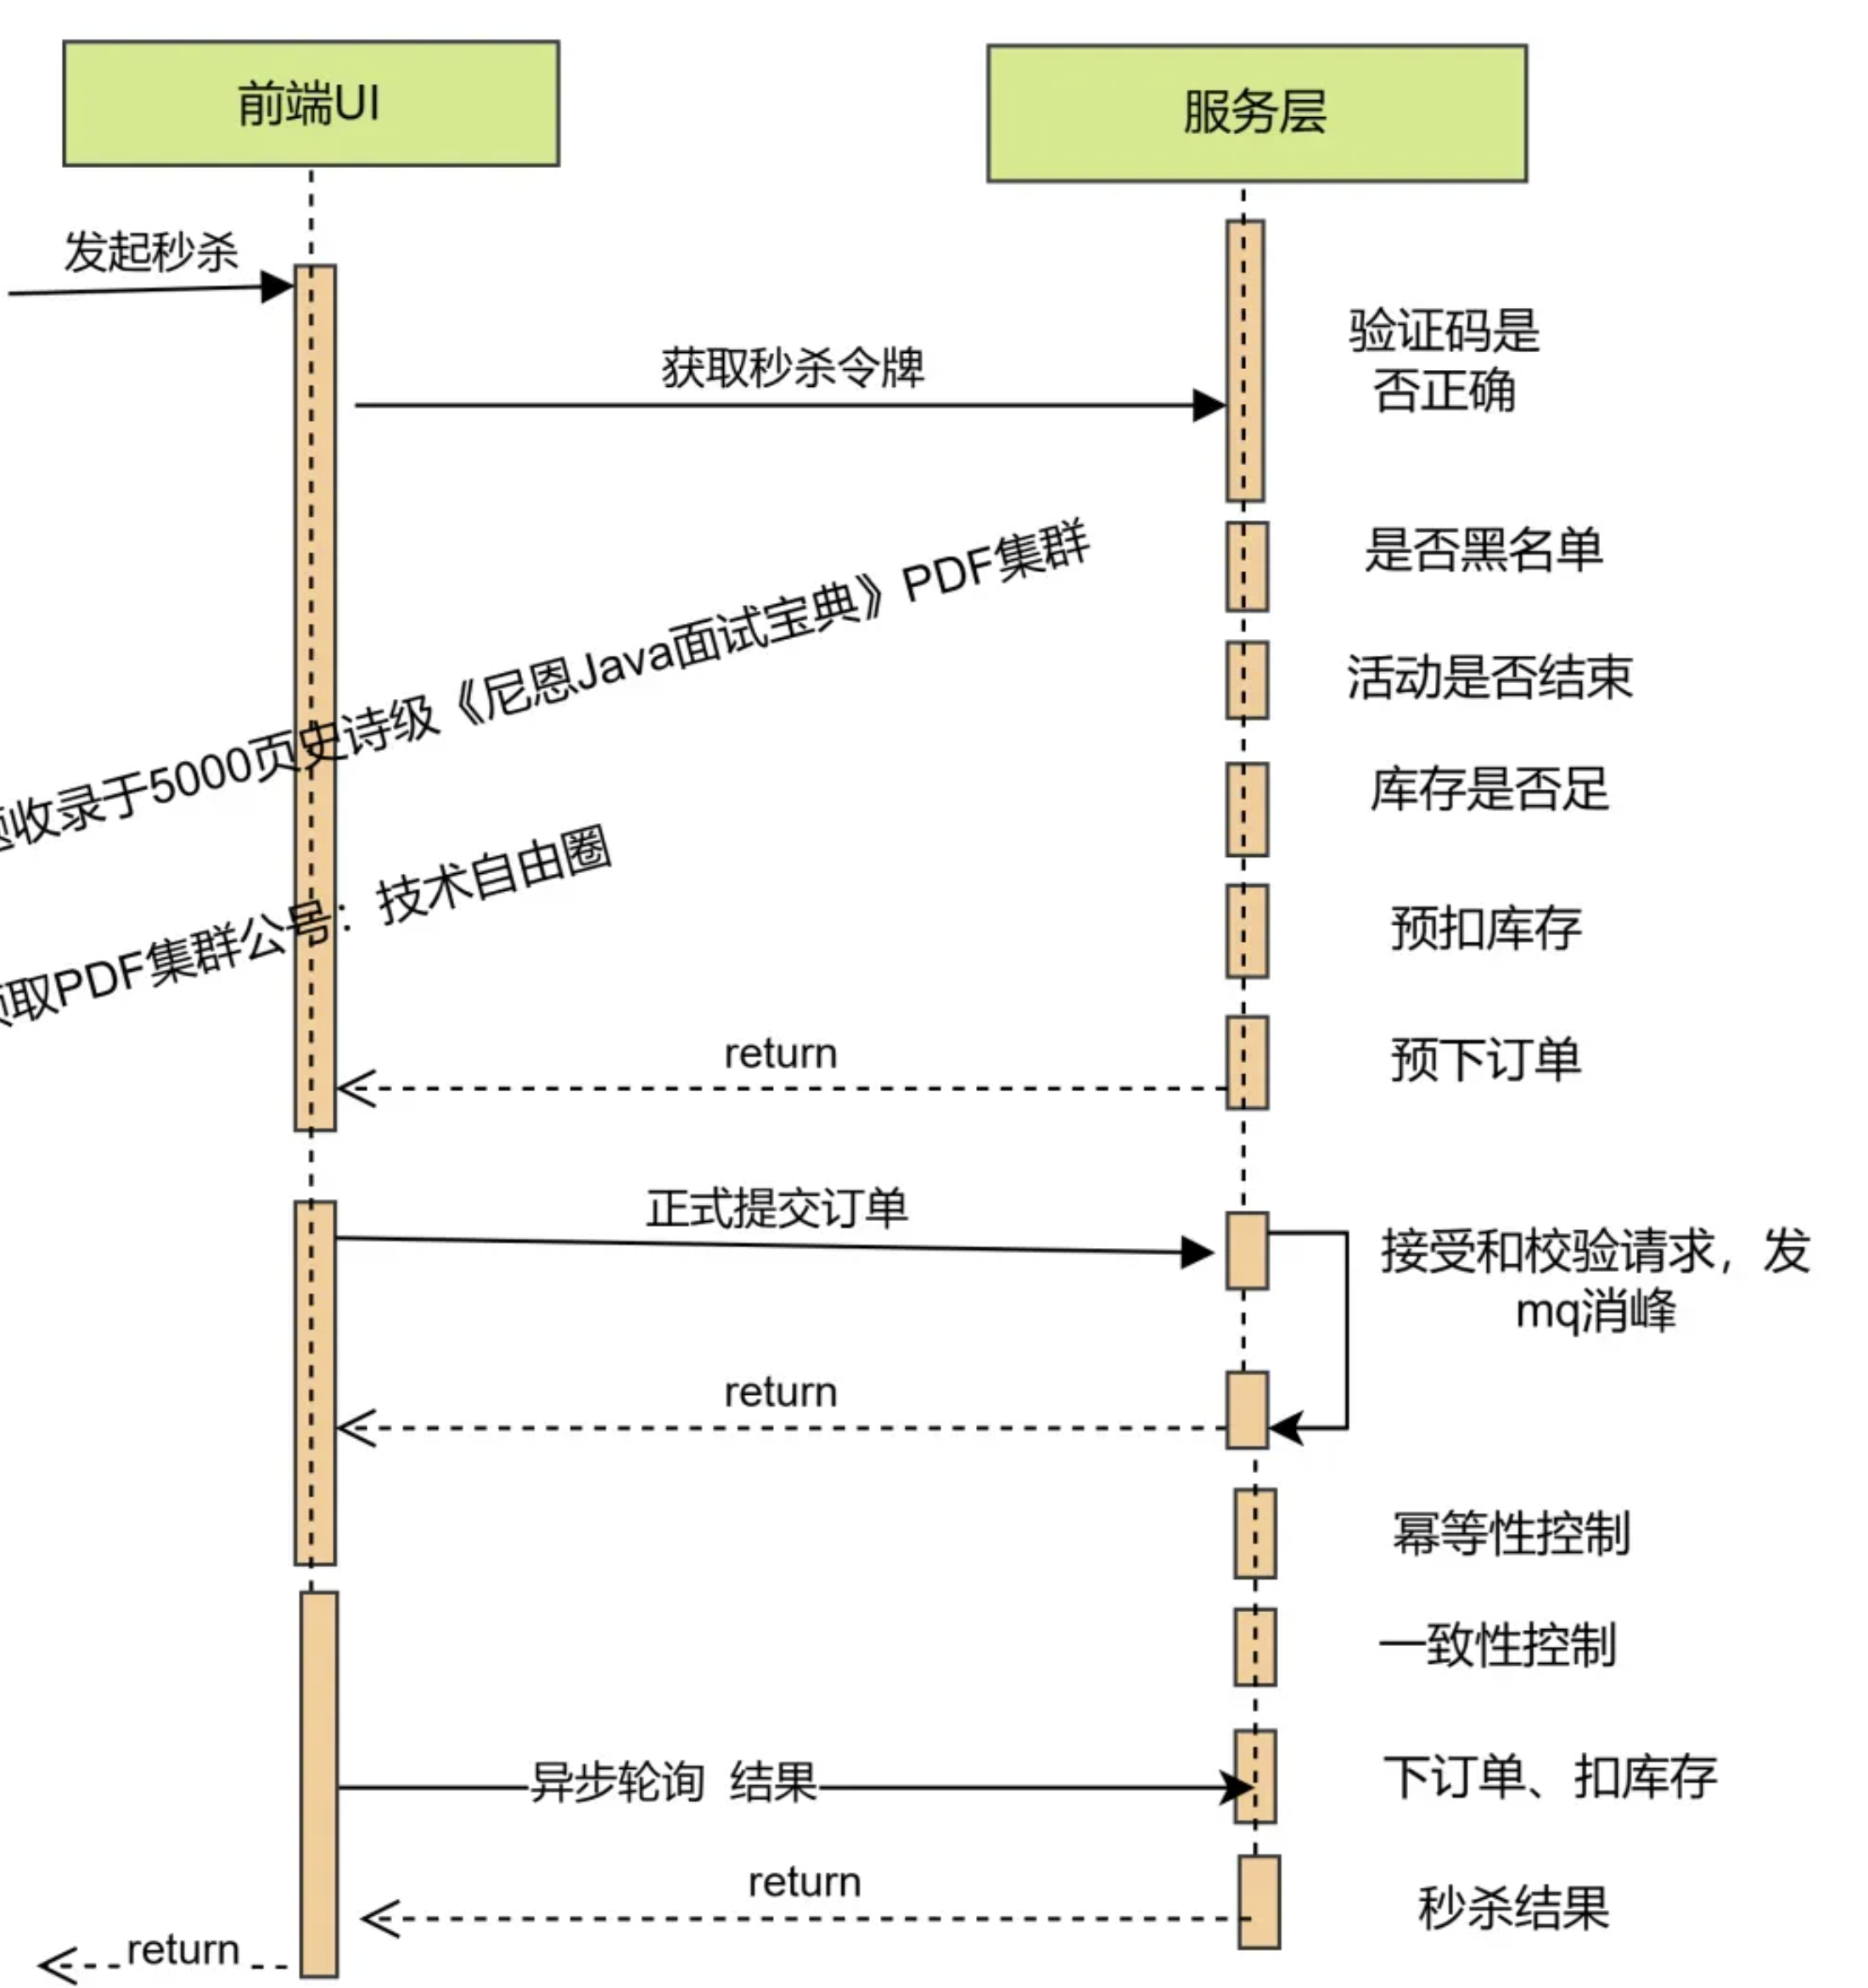 前端UI
服务层
发起秒杀
获取秒杀令牌
验证码是
否正确
是否黑名单
收录于5000页史诗级《尼恩Java面试宝典》PDF集群
活动是否结束
库存是否足
取PDF集群公号：技术自由圈
预扣库存
return
预下订单
正式提交订单
接受和校验请求，发
mq消峰
return
幂等性控制
一致性控制
异步轮询 结果
下订单、扣库存
return
秒杀结果
return